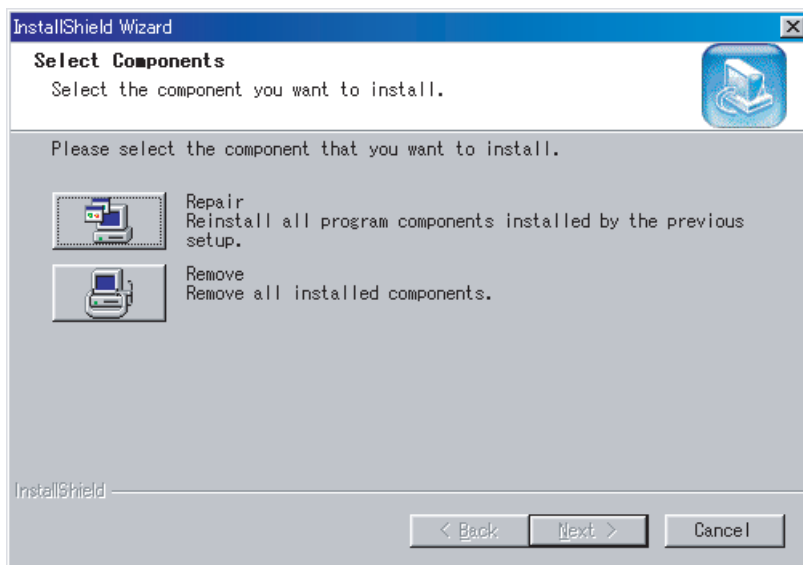 InstallShield Wizard
Select Components
Select the component you want to install.
Please select the component that you want to install.
Repair
Reinstall all program components installed by the previous
setup.
Remove
Remove all installed components.
InstallShield
< Back
Next >
Cancel